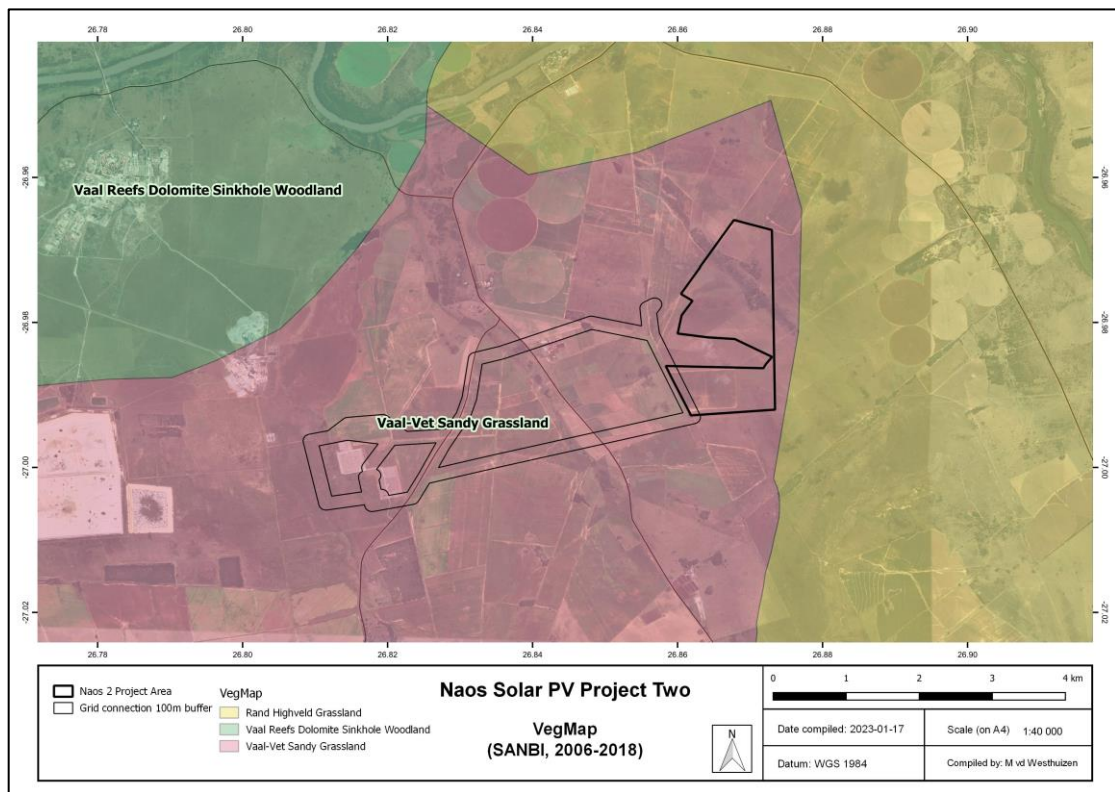 26.78 26.80 26.82 26.84 26.86 26.88 26.90
-26.96 -26.96
Vaal Reefs Dolomite Sinkhole Woodland
-26.98 -26.98
Vaal-Vet Sandy Grassland
-27.00 -27.00
-27.02 -27.02
26.78 26.80 26.82 26.84 26.86 26.88 26.90
Naos 2 Project Area
Grid connection 100m buffer
VegMap
Rand Highveld Grassland
Vaal Reefs Dolomite Sinkhole Woodland
Vaal-Vet Sandy Grassland
Naos Solar PV Project Two
VegMap
(SANBI, 2006-2018)
N
0 1 2 3 4 km
Date compiled: 2023-01-17
Scale (on A4) 1:40 000
Datum: WGS 1984
Compiled by: M vd Westhuizen